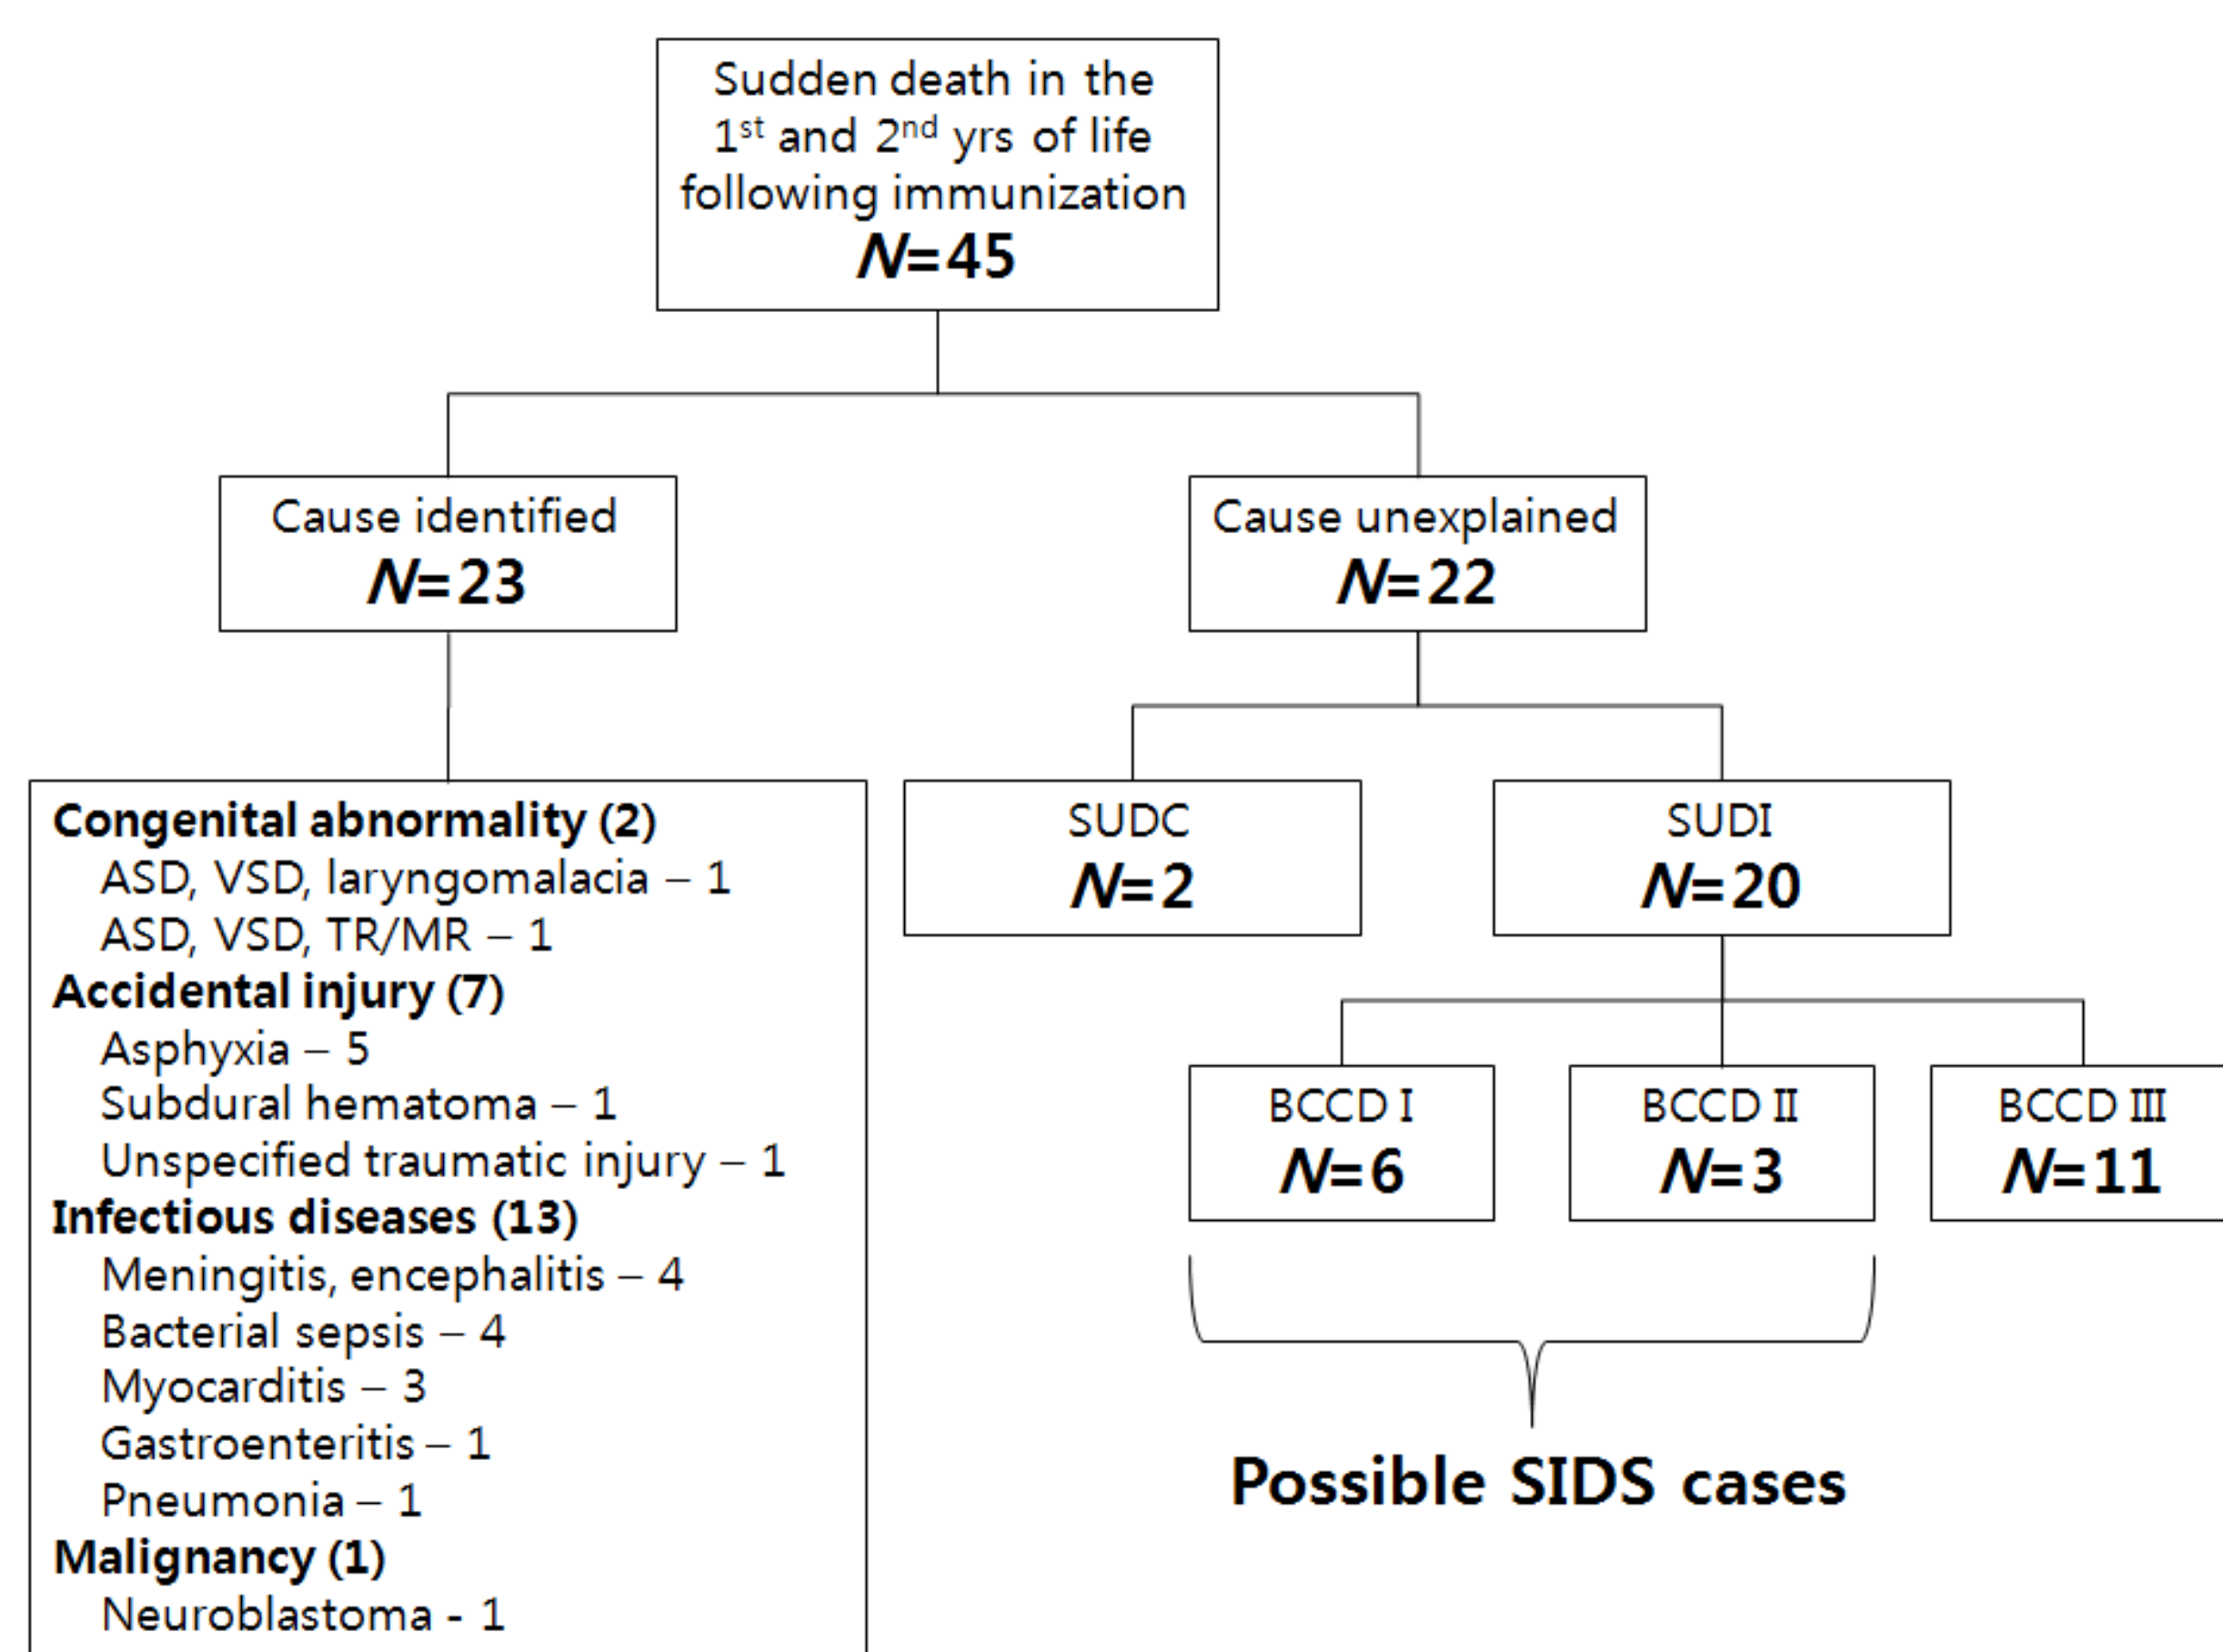 Sudden death in the
1st and 2nd yrs of life
following immunization
N=45
Cause identified
N=23
Cause unexplained
N=22
Congenital abnormality (2)
ASD, VSD, laryngomalacia – 1
ASD, VSD, TR/MR – 1
Accidental injury (7)
Asphyxia – 5
Subdural hematoma – 1
Unspecified traumatic injury – 1
Infectious diseases (13)
Meningitis, encephalitis – 4
Bacterial sepsis – 4
Myocarditis – 3
Gastroenteritis – 1
Pneumonia – 1
Malignancy (1)
Neuroblastoma - 1
SUDC
N=2
SUDI
N=20
BCCD I
N=6
BCCD II
N=3
BCCD III
N=11
Possible SIDS cases